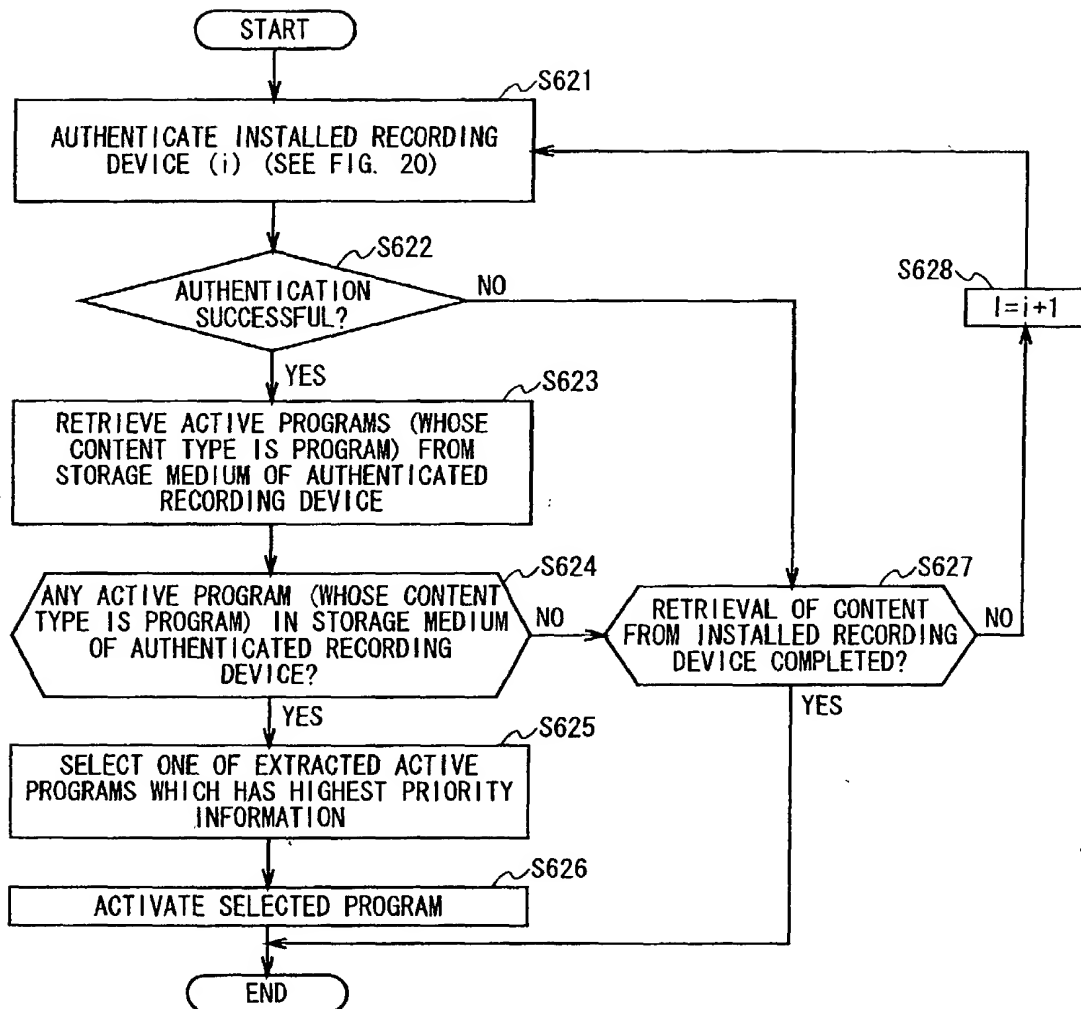 START
S621
AUTHENTICATE INSTALLED RECORDING
DEVICE (i) (SEE FIG. 20)
S622
AUTHENTICATION
SUCCESSFUL?
NO
YES
S628
I=i+1
S623
RETRIEVE ACTIVE PROGRAMS (WHOSE
CONTENT TYPE IS PROGRAM) FROM
STORAGE MEDIUM OF AUTHENTICATED
RECORDING DEVICE
S624
ANY ACTIVE PROGRAM (WHOSE CONTENT
TYPE IS PROGRAM) IN STORAGE MEDIUM
OF AUTHENTICATED RECORDING
DEVICE?
NO
YES
S627
RETRIEVAL OF CONTENT
FROM INSTALLED RECORDING
DEVICE COMPLETED?
NO
YES
S625
SELECT ONE OF EXTRACTED ACTIVE
PROGRAMS WHICH HAS HIGHEST PRIORITY
INFORMATION
S626
ACTIVATE SELECTED PROGRAM
END